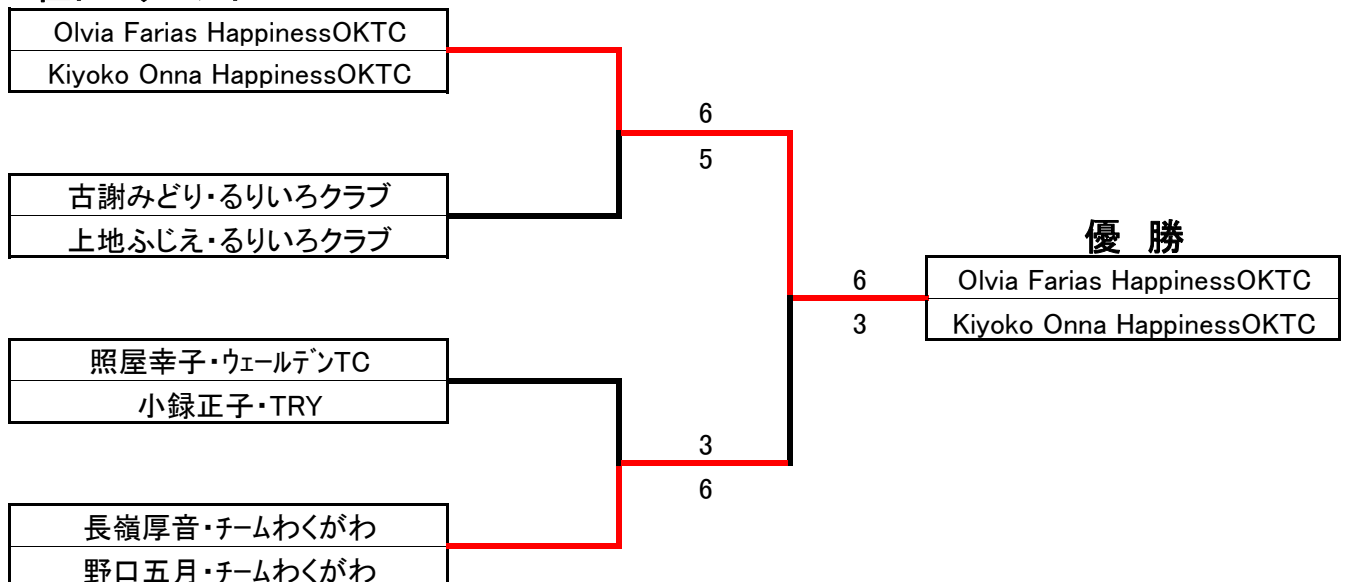 Olvia Farias HappinessOKTC
Kiyoko Onna HappinessOKTC
6
5
古謝みどり・るりいろクラブ
上地ふじえ・るりいろクラブ
優 勝
6
Olvia Farias HappinessOKTC
3
Kiyoko Onna HappinessOKTC
照屋幸子・ウェールデンTC
小録正子・TRY
3
6
長嶺厚音・チームわくがわ
野口五月・チームわくがわ